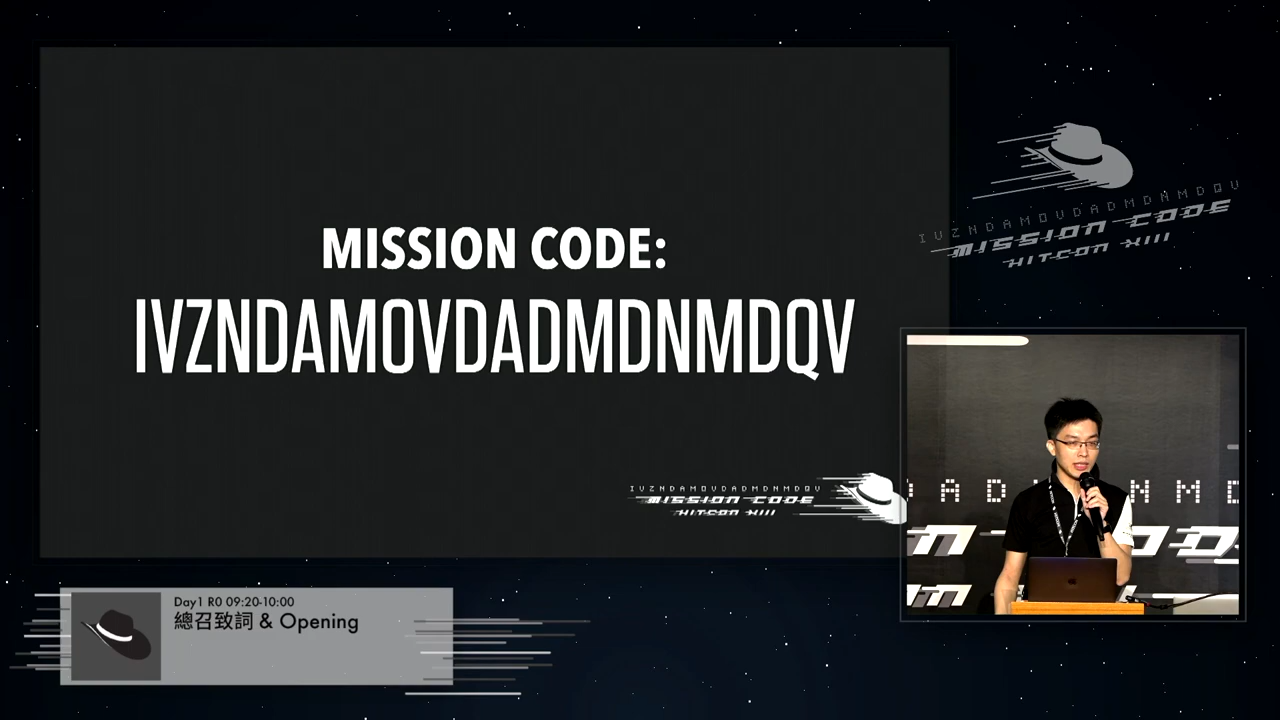 MISSION CODE:
IVZNDAMOVDADMDNMDQV
IVZNDAMOVDADMDNMDQV
MISSION CODE
HITCON XIII
IVZNDAMOVDADMDNMDQV
MISSION CODE
HITCON XIII
D A D N M D
Day1 R0 09:20-10:00
總召致詞 & Opening